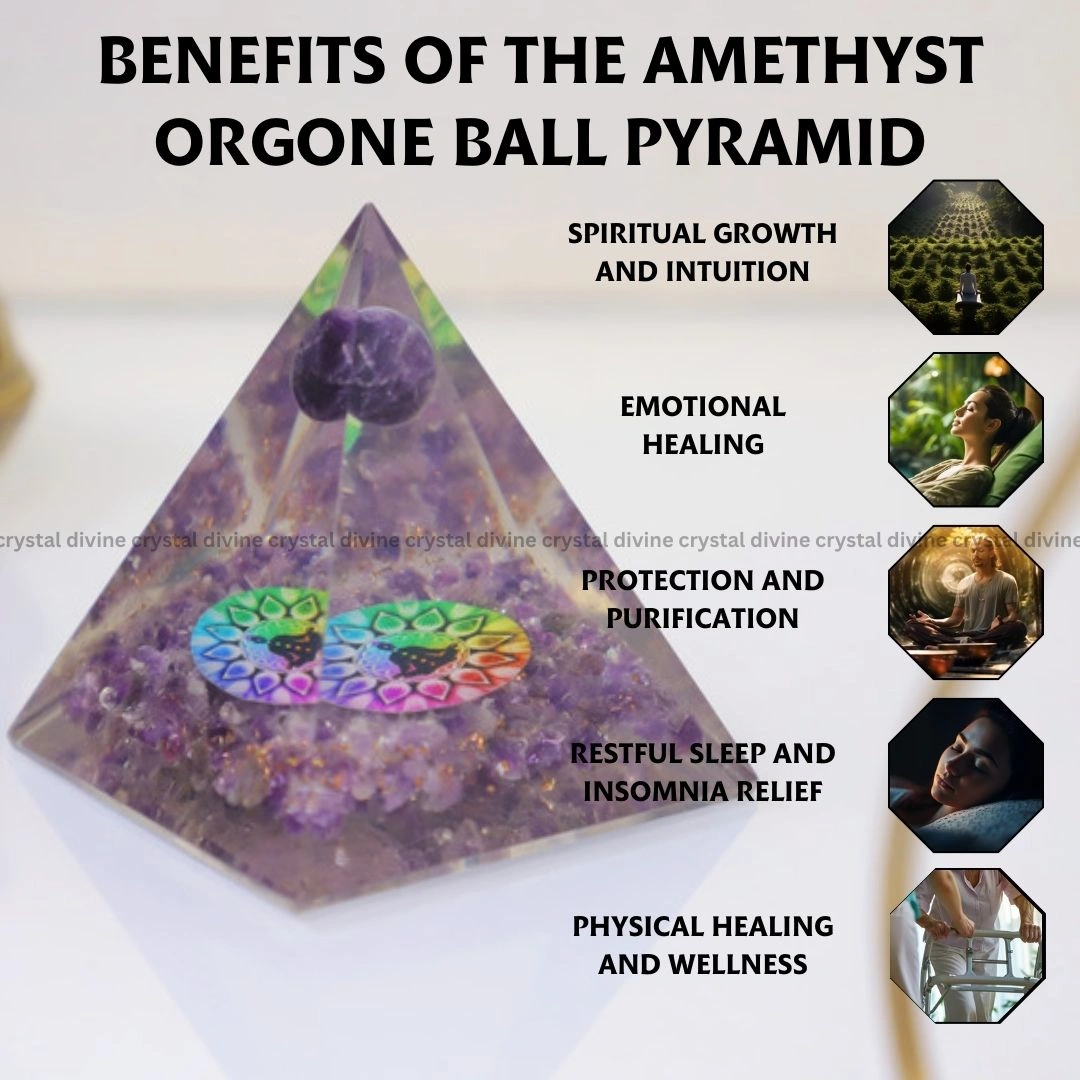 BENEFITS OF THE AMETHYST
ORGONE BALL PYRAMID
SPIRITUAL GROWTH
AND INTUITION
EMOTIONAL
HEALING
crystal divine crystal divine crystal divine crystal divine crystal divine crystal divine crystal divine crystal divine
PROTECTION AND
PURIFICATION
RESTFUL SLEEP AND
INSOMNIA RELIEF
PHYSICAL HEALING
AND WELLNESS